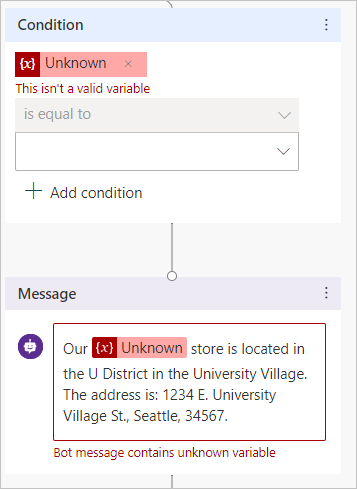 Condition
{x} Unknown ×
This isn't a valid variable
is equal to
Add condition
Message
Our {x} Unknown store is located in
the U District in the University Village.
The address is: 1234 E. University
Village St., Seattle, 34567.
Bot message contains unknown variable